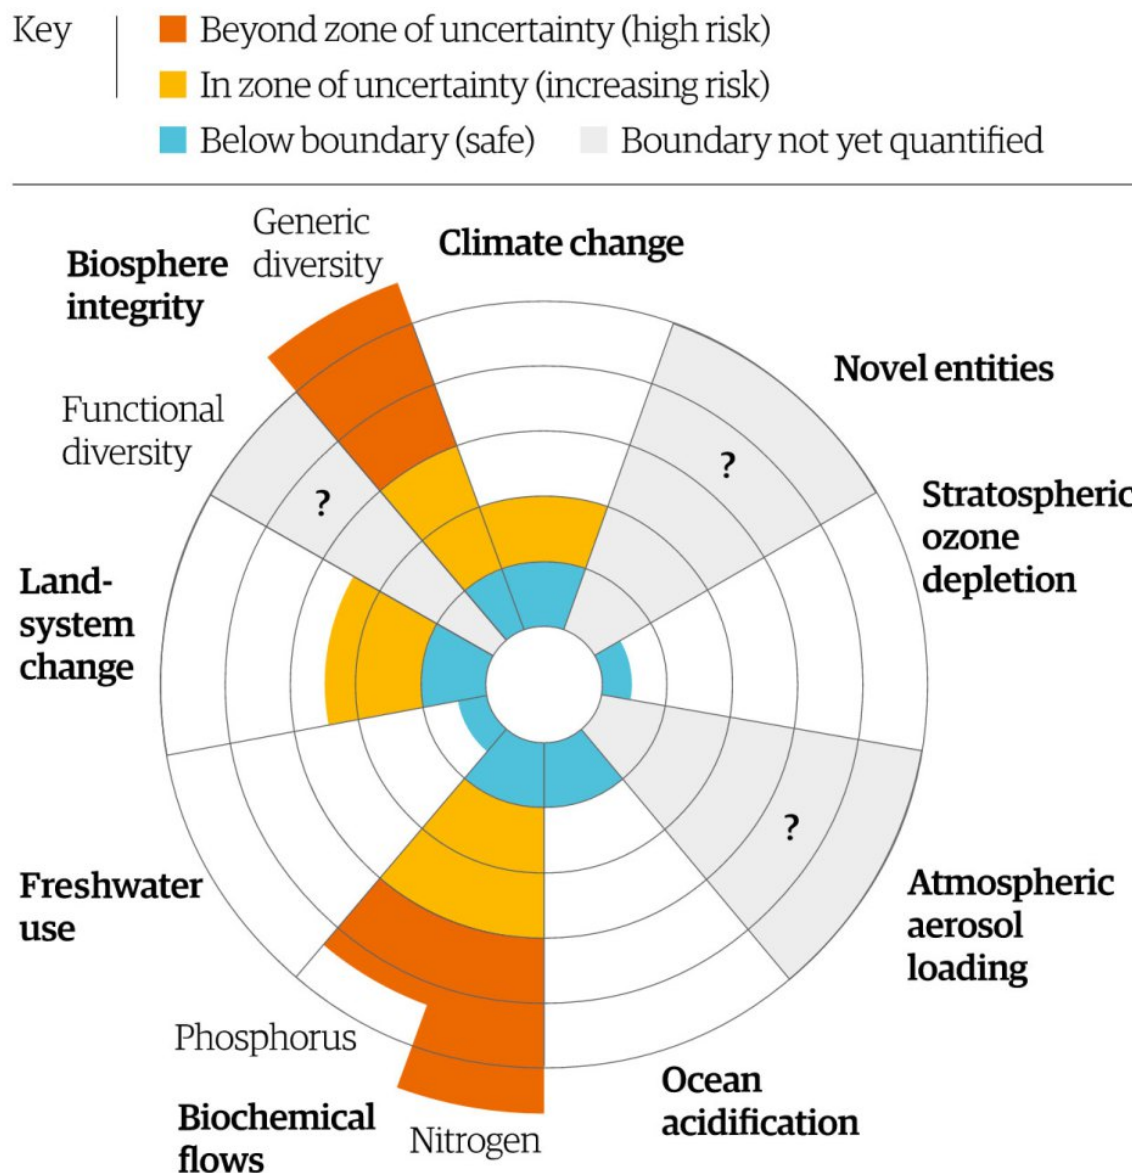 Key
Beyond zone of uncertainty (high risk)
In zone of uncertainty (increasing risk)
Below boundary (safe)
Boundary not yet quantified
Generic
diversity
Biosphere
integrity
Climate change
Novel entities
Functional
diversity
?
?
Stratospheric
ozone
depletion
Land-
system
change
?
Freshwater
use
Atmospheric
aerosol
loading
Phosphorus
Ocean
acidification
Biochemical
flows
Nitrogen